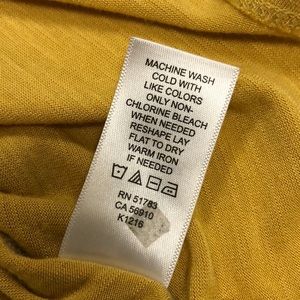 MACHINE WASH
COLD WITH
LIKE COLORS
ONLY NON-
CHLORINE BLEACH
WHEN NEEDED
RESHAPE LAY
FLAT TO DRY
WARM IRON
IF NEEDED
RN 51783
CA 56910
K1216